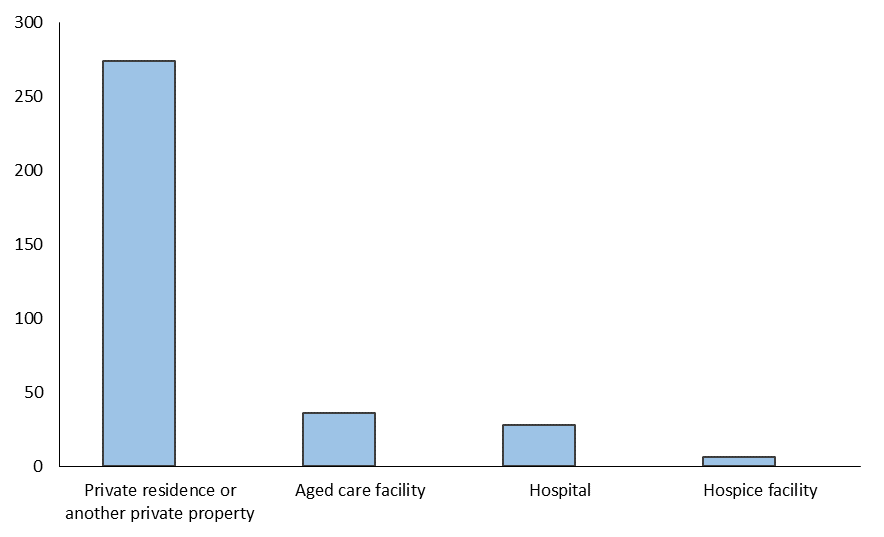 300
250
200
150
100
50
0
Private residence or
another private property
Aged care facility
Hospital
Hospice facility